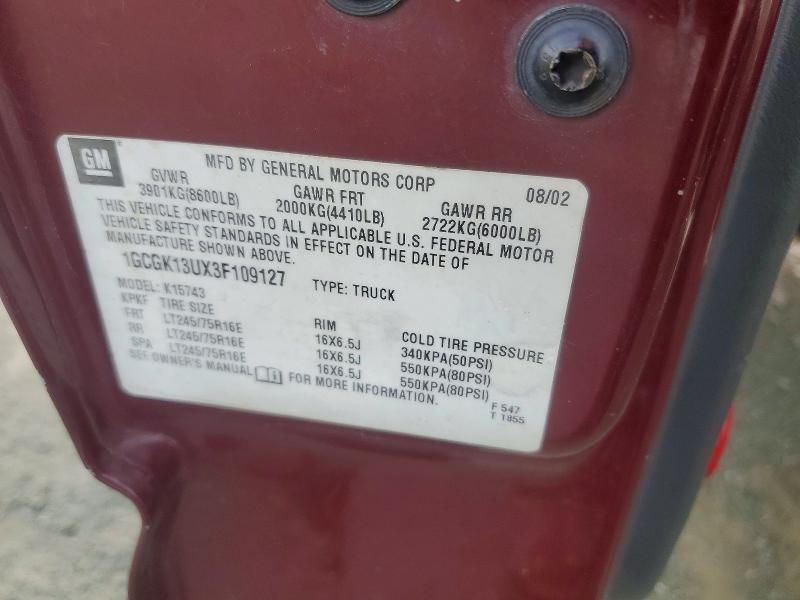 GM
MFD BY GENERAL MOTORS CORP 08/02
GVWR GAWR FRT GAWR RR
3901KG(8600LB) 2000KG(4410LB) 2722KG(6000LB)
THIS VEHICLE CONFORMS TO ALL APPLICABLE U.S. FEDERAL MOTOR
VEHICLE SAFETY STANDARDS IN EFFECT ON THE DATE OF
MANUFACTURE SHOWN ABOVE.
1GCGK13UX3F109127 TYPE: TRUCK
MODEL: K15743
KPKF TIRE SIZE RIM COLD TIRE PRESSURE
FRT LT245/75R16E 16X6.5J 340KPA(50PSI)
RR LT245/75R16E 16X6.5J 550KPA(80PSI)
SPA LT245/75R16E 16X6.5J 550KPA(80PSI)
SEE OWNER'S MANUAL FOR MORE INFORMATION.
F 547
T 1855